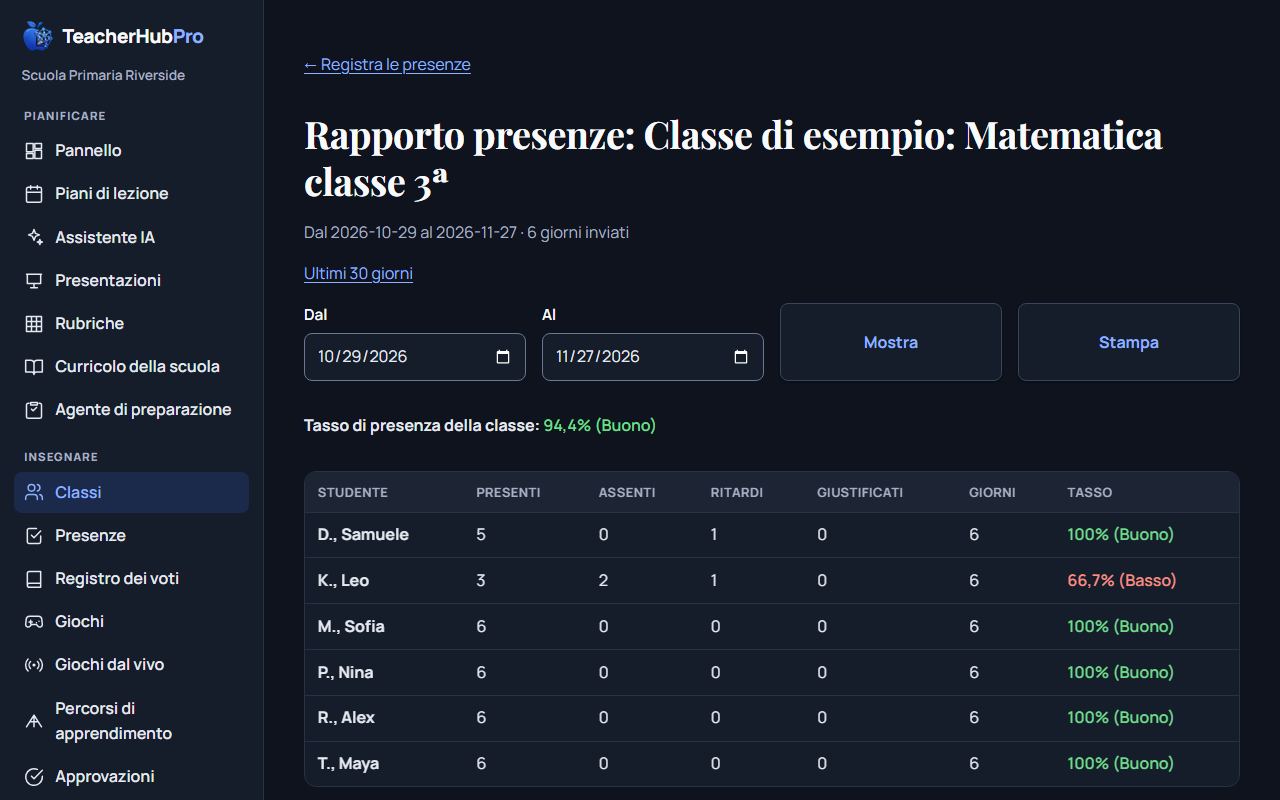 TeacherHubPro
Scuola Primaria Riverside
PIANIFICARE
Pannello
Piani di lezione
Assistente IA
Presentazioni
Rubriche
Curricolo della scuola
Agente di preparazione
INSEGNARE
Classi
Presenze
Registro dei voti
Giochi
Giochi dal vivo
Percorsi di
apprendimento
Approvazioni
← Registra le presenze
Rapporto presenze: Classe di esempio: Matematica
classe 3ª
Dal 2026-10-29 al 2026-11-27 · 6 giorni inviati
Ultimi 30 giorni
Dal Al
10/29/2026 11/27/2026 Mostra Stampa
Tasso di presenza della classe: 94,4% (Buono)
STUDENTE PRESENTI ASSENTI RITARDI GIUSTIFICATI GIORNI TASSO
D., Samuele 5 0 1 0 6 100% (Buono)
K., Leo 3 2 1 0 6 66,7% (Basso)
M., Sofia 6 0 0 0 6 100% (Buono)
P., Nina 6 0 0 0 6 100% (Buono)
R., Alex 6 0 0 0 6 100% (Buono)
T., Maya 6 0 0 0 6 100% (Buono)